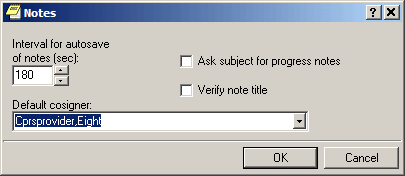 Notes
Interval for autosave
of notes (sec):
180
Ask subject for progress notes
Verify note title
Default cosigner:
Cprsprovider,Eight
OK
Cancel